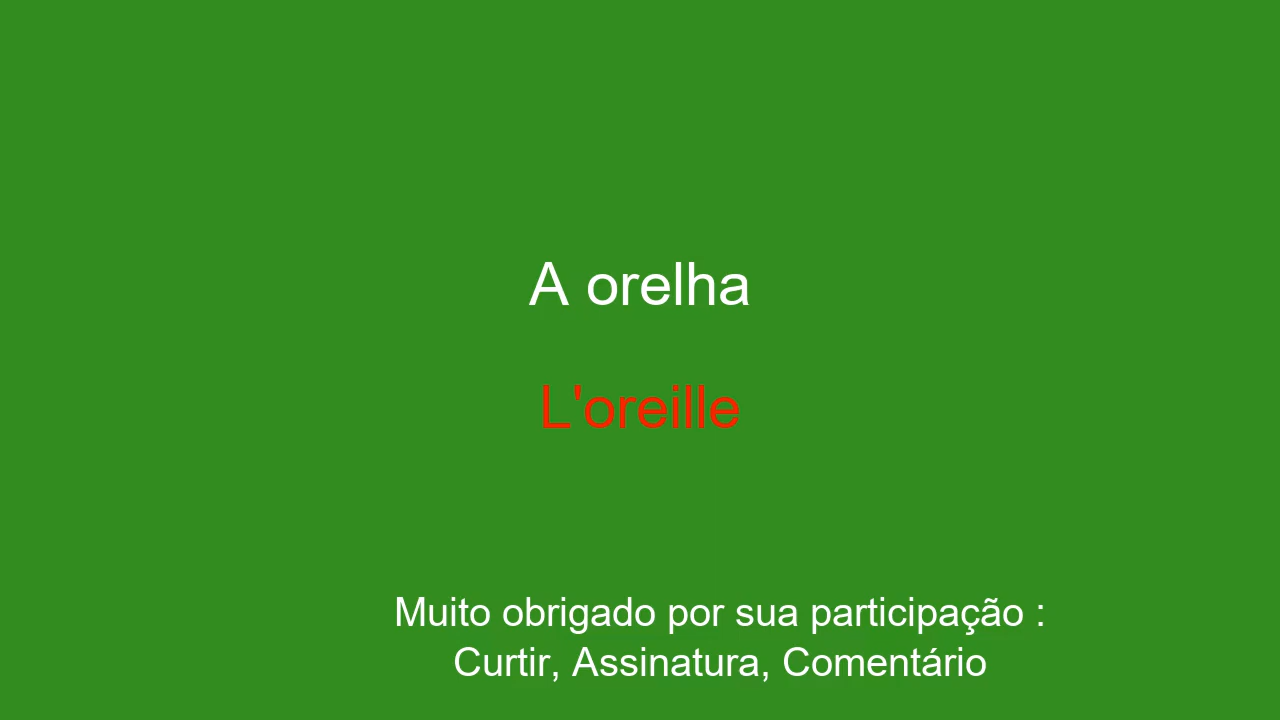 A orelha
L'oreille
Muito obrigado por sua participação :
Curtir, Assinatura, Comentário